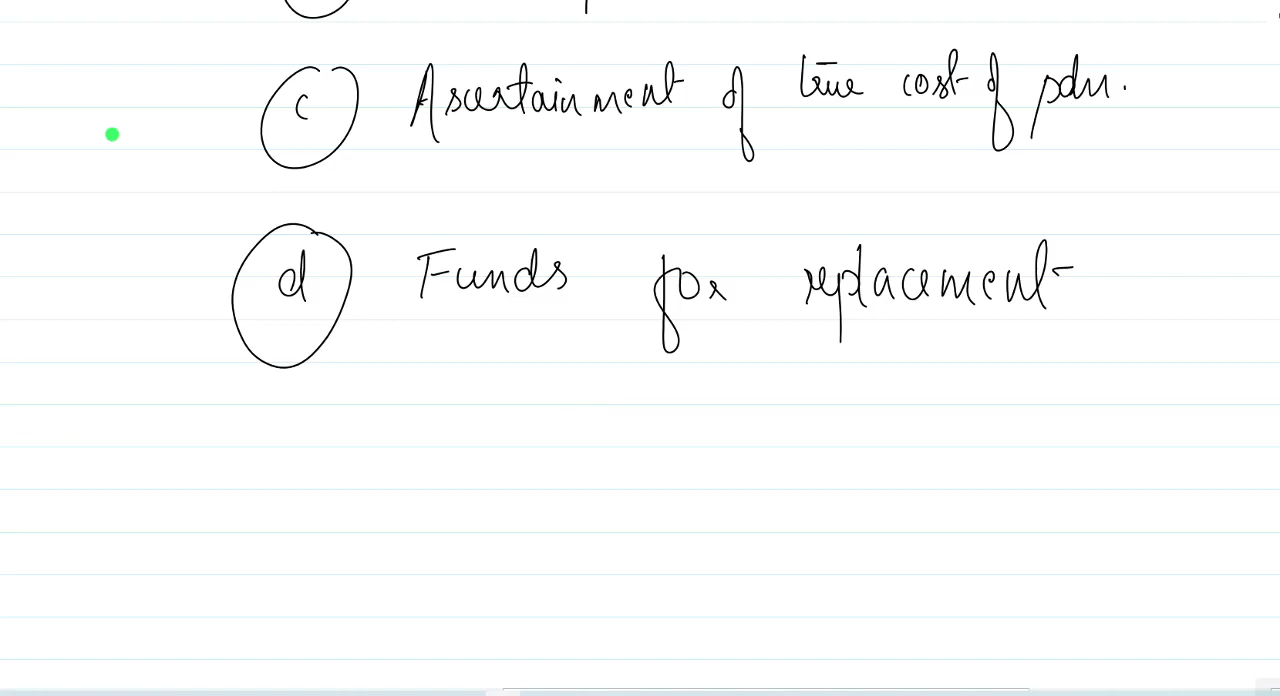 c Ascertainment of true cost of pdn.
d Funds for replacement